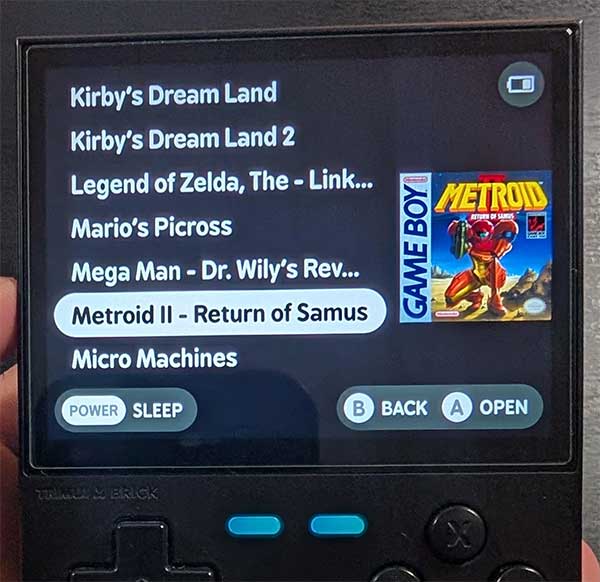 Kirby's Dream Land
Kirby's Dream Land 2
Legend of Zelda, The - Link...
Mario's Picross
Mega Man - Dr. Wily's Rev...
Metroid II - Return of Samus
Micro Machines
GAME BOY
METROID
II
RETURN OF SAMUS
POWER SLEEP
B BACK A OPEN
TRIMUI BRICK
X